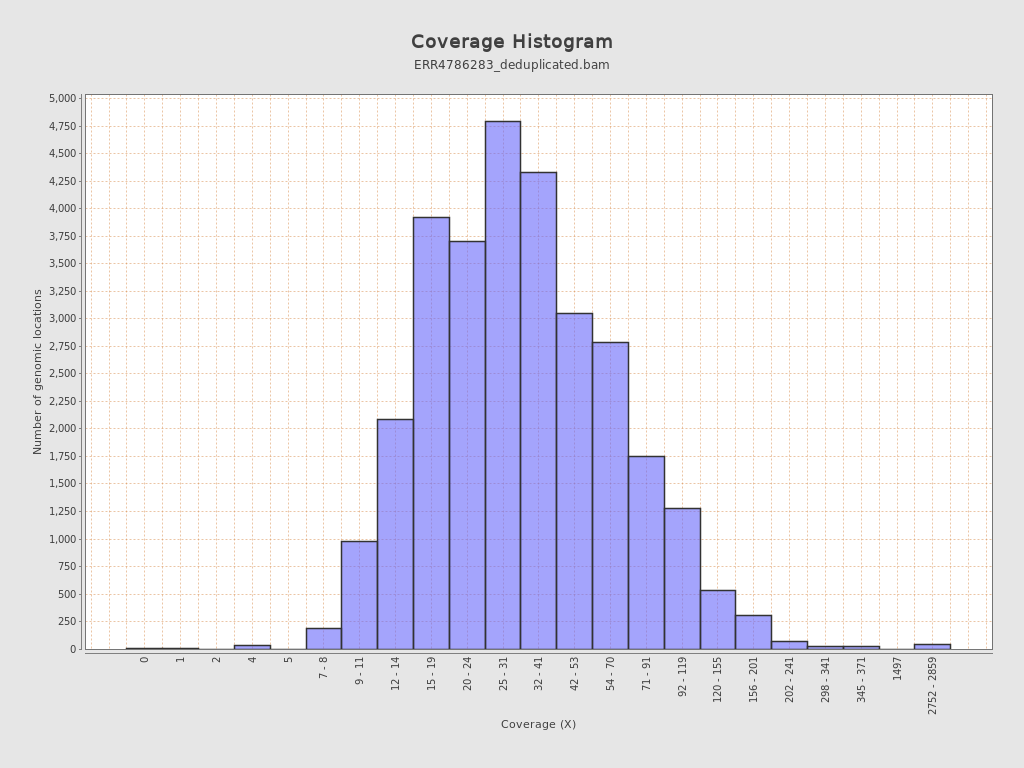 Coverage Histogram
ERR4786283_deduplicated.bam
Number of genomic locations
5,000
4,750
4,500
4,250
4,000
3,750
3,500
3,250
3,000
2,750
2,500
2,250
2,000
1,750
1,500
1,250
1,000
750
500
250
0
0
1
2
4
5
7 - 8
9 - 11
12 - 14
15 - 19
20 - 24
25 - 31
32 - 41
42 - 53
54 - 70
71 - 91
92 - 119
120 - 155
156 - 201
202 - 241
298 - 341
345 - 371
1497
2752 - 2859
Coverage (X)